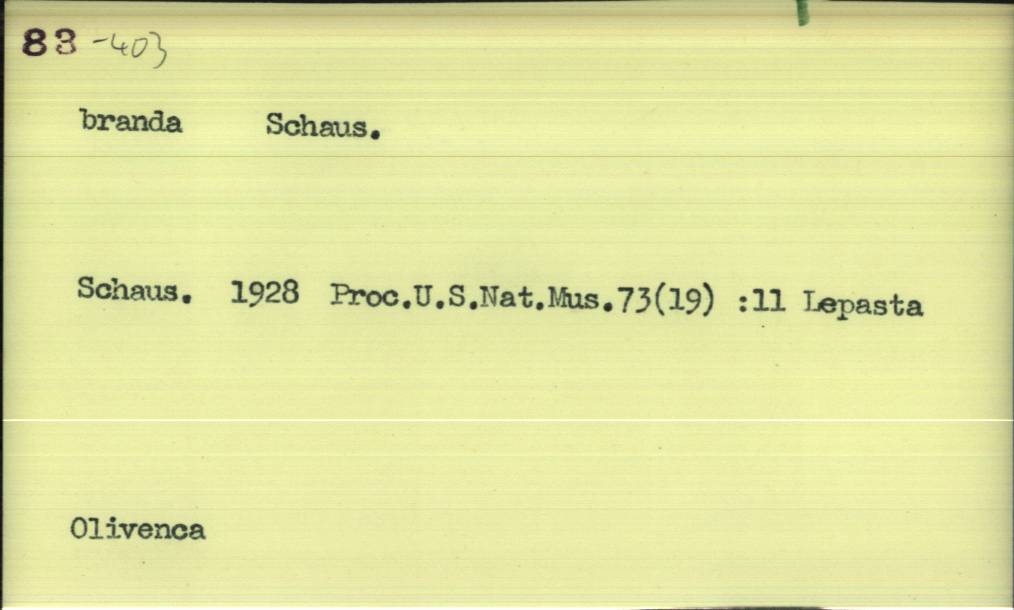 83 -403
branda Schaus.
Schaus. 1928 Proc.U.S.Nat.Mus.73(19) :11 Lepasta
Olivenca